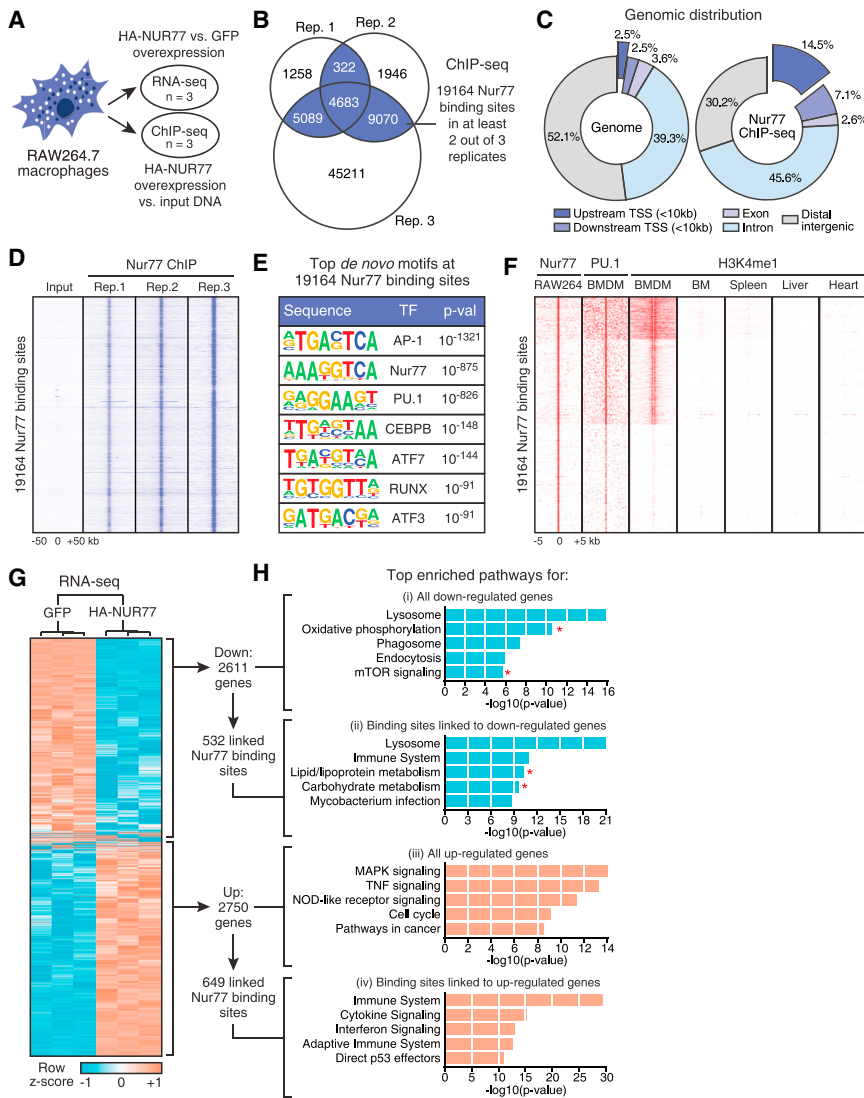 A
HA-NUR77 vs. GFP
overexpression
RNA-seq
n = 3
ChIP-seq
n = 3
RAW264.7
macrophages
HA-NUR77
overexpression
vs. input DNA
B
Rep. 1
Rep. 2
1258
322
1946
4683
5089
9070
45211
Rep. 3
ChIP-seq
19164 Nur77
binding sites
in at least
2 out of 3
replicates
C
Genomic distribution
2.5%
2.5%
3.6%
39.3%
52.1%
Genome
14.5%
7.1%
2.6%
45.6%
30.2%
Nur77
ChIP-seq
Upstream TSS (<10kb)
Downstream TSS (<10kb)
Exon
Intron
Distal
intergenic
D
Nur77 ChIP
Input Rep.1 Rep.2 Rep.3
19164 Nur77 binding sites
-50 0 +50 kb
E
Top de novo motifs at
19164 Nur77 binding sites
Sequence TF p-val
AP-1 10-1321
Nur77 10-875
PU.1 10-826
CEBPB 10-148
ATF7 10-144
RUNX 10-91
ATF3 10-91
F
Nur77 PU.1 H3K4me1
RAW264 BMDM BMDM BM Spleen Liver Heart
19164 Nur77 binding sites
-5 0 +5 kb
G
RNA-seq
GFP HA-NUR77
Down:
2611
genes
532 linked
Nur77 binding
sites
Up:
2750
genes
649 linked
Nur77 binding
sites
Row
z-score
-1 0 +1
H
Top enriched pathways for:
(i) All down-regulated genes
Lysosome
Oxidative phosphorylation *
Phagosome
Endocytosis
mTOR signaling *
0 2 4 6 8 10 12 14 16
-log10(p-value)
(ii) Binding sites linked to down-regulated genes
Lysosome
Immune System
Lipid/lipoprotein metabolism *
Carbohydrate metabolism *
Mycobacterium infection
0 3 6 9 12 15 18 21
-log10(p-value)
(iii) All up-regulated genes
MAPK signaling
TNF signaling
NOD-like receptor signaling
Cell cycle
Pathways in cancer
0 2 4 6 8 10 12 14
-log10(p-value)
(iv) Binding sites linked to up-regulated genes
Immune System
Cytokine Signaling
Interferon Signaling
Adaptive Immune System
Direct p53 effectors
0 5 10 15 20 25 30
-log10(p-value)